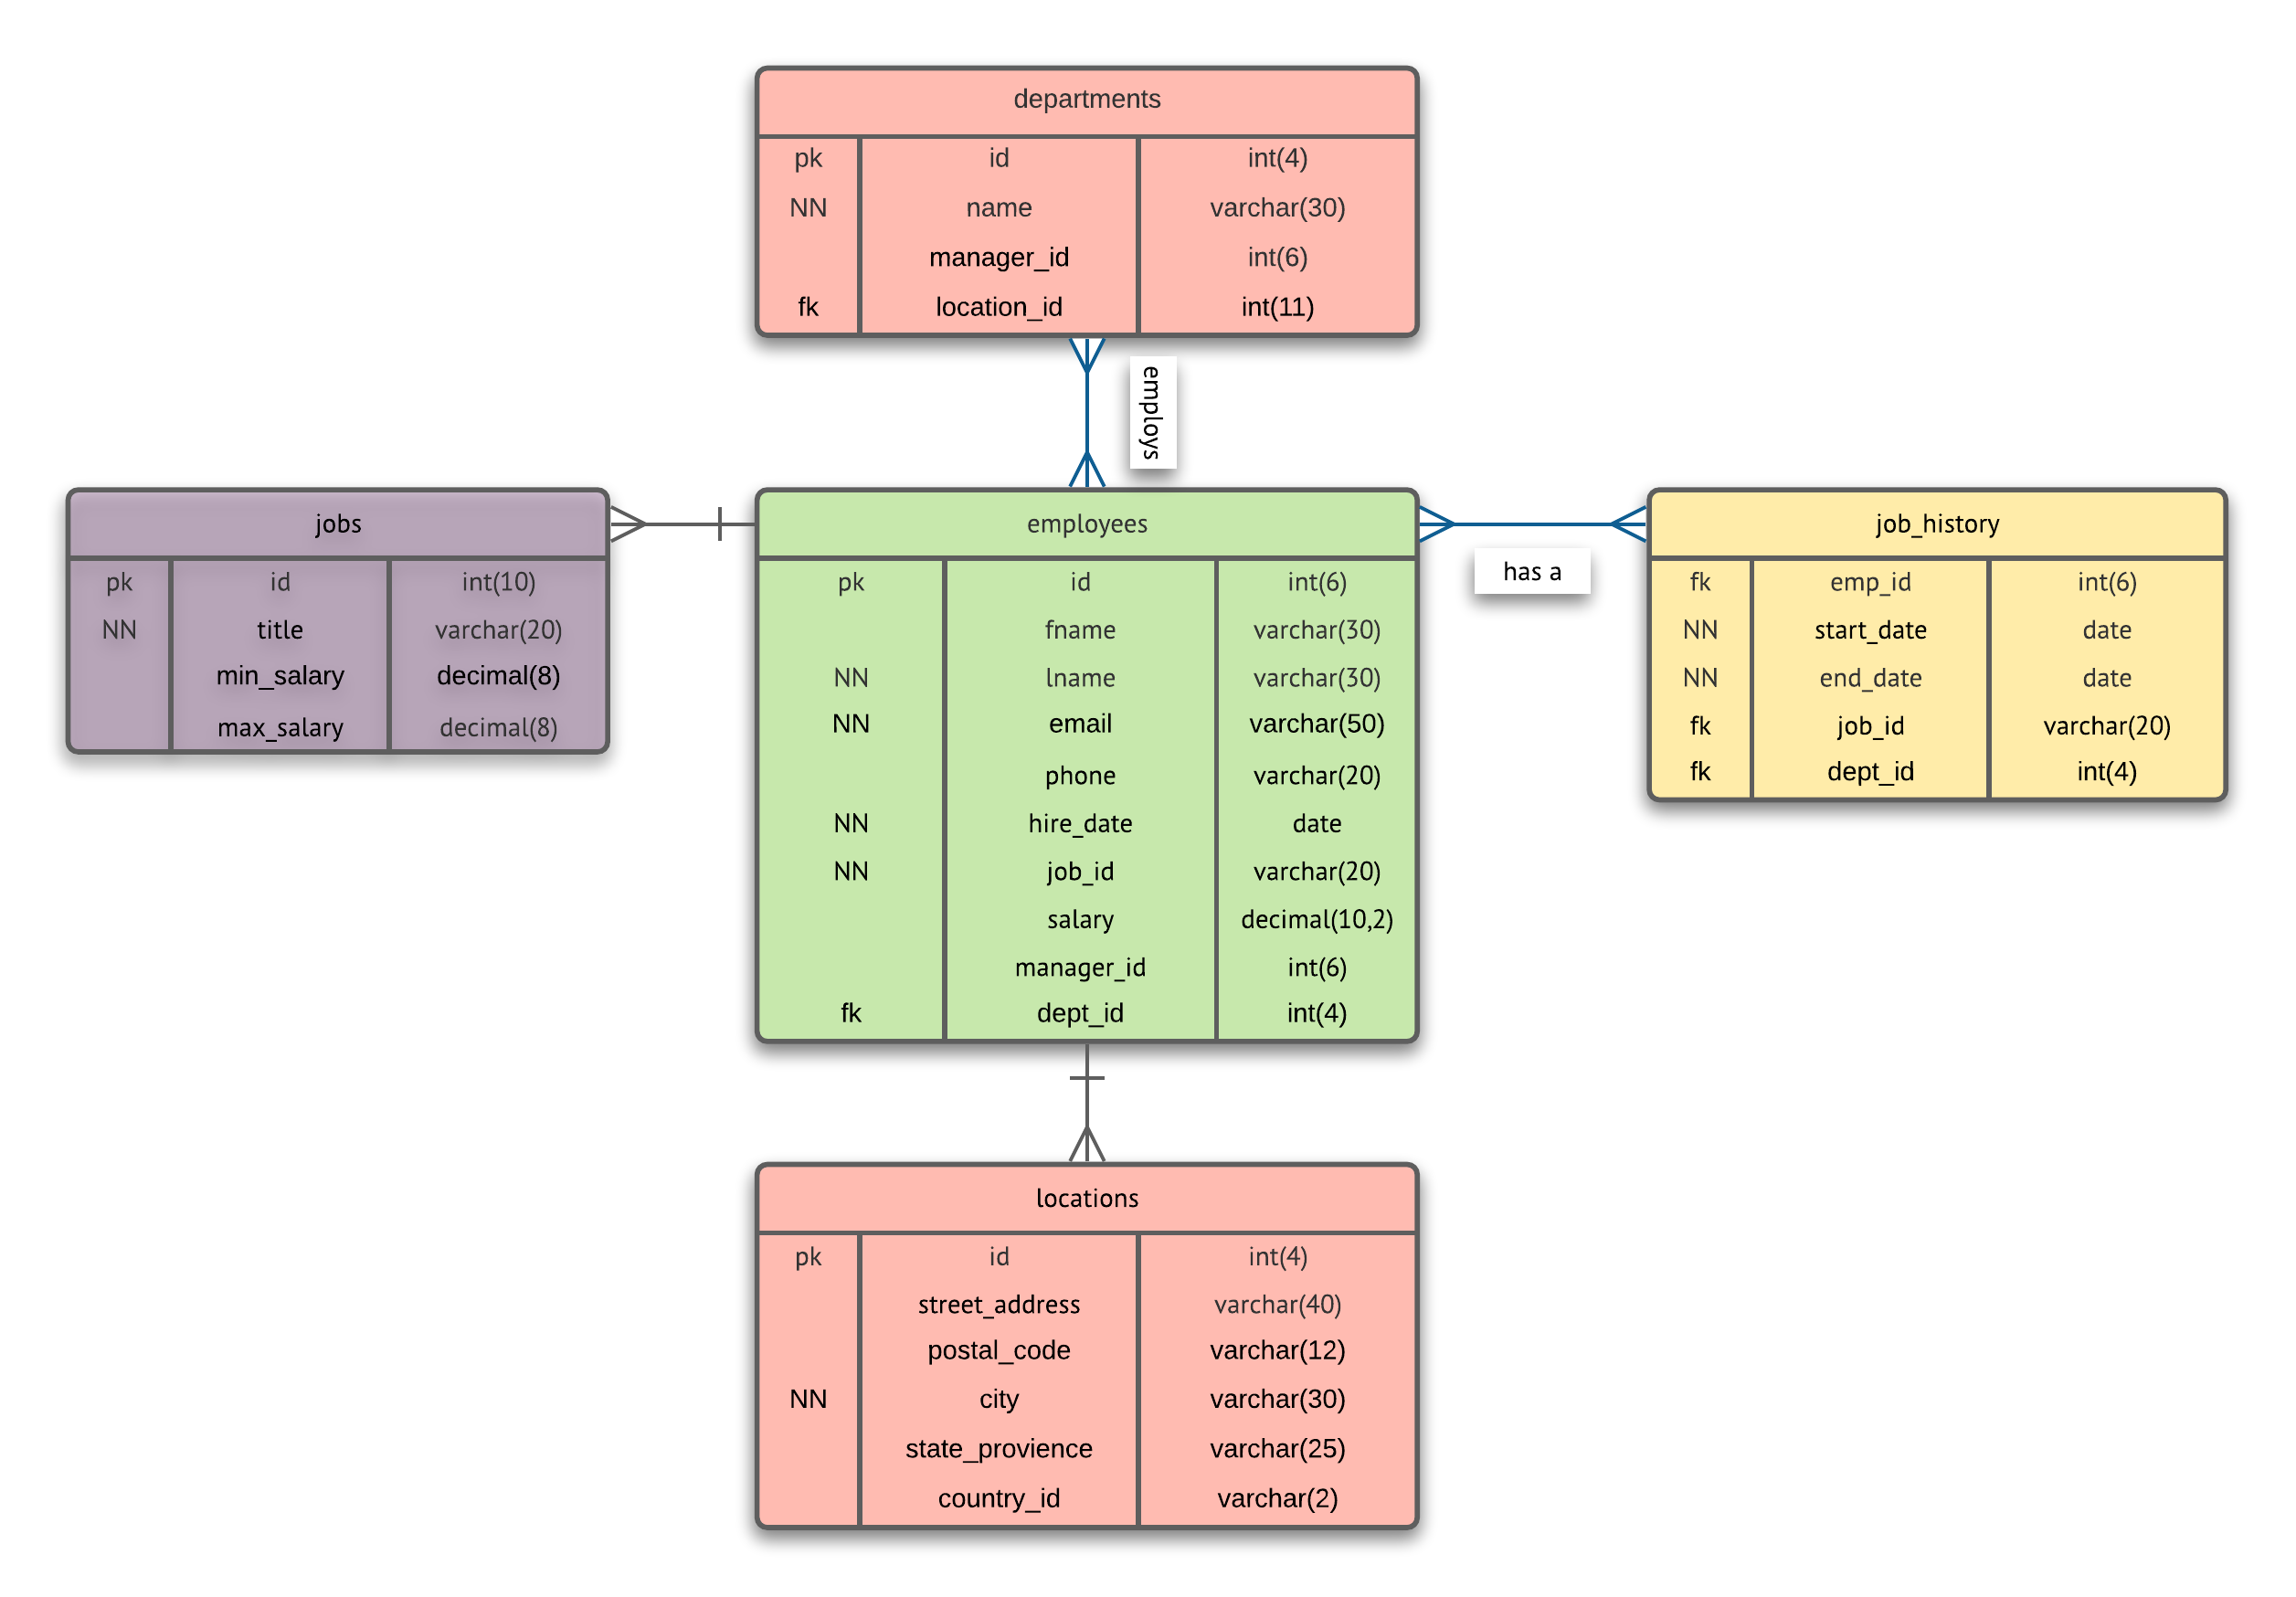 departments
pk id int(4)
NN name varchar(30)
manager_id int(6)
fk location_id int(11)
employs
jobs
pk id int(10)
NN title varchar(20)
min_salary decimal(8)
max_salary decimal(8)
employees
pk id int(6)
fname varchar(30)
NN lname varchar(30)
NN email varchar(50)
phone varchar(20)
NN hire_date date
NN job_id varchar(20)
salary decimal(10,2)
manager_id int(6)
fk dept_id int(4)
has a
job_history
fk emp_id int(6)
NN start_date date
NN end_date date
fk job_id varchar(20)
fk dept_id int(4)
locations
pk id int(4)
street_address varchar(40)
postal_code varchar(12)
NN city varchar(30)
state_provience varchar(25)
country_id varchar(2)